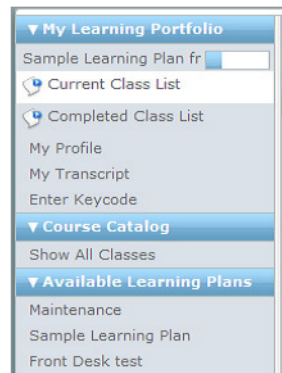 My Learning Portfolio
Sample Learning Plan fr
Current Class List
Completed Class List
My Profile
My Transcript
Enter Keycode
Course Catalog
Show All Classes
Available Learning Plans
Maintenance
Sample Learning Plan
Front Desk test